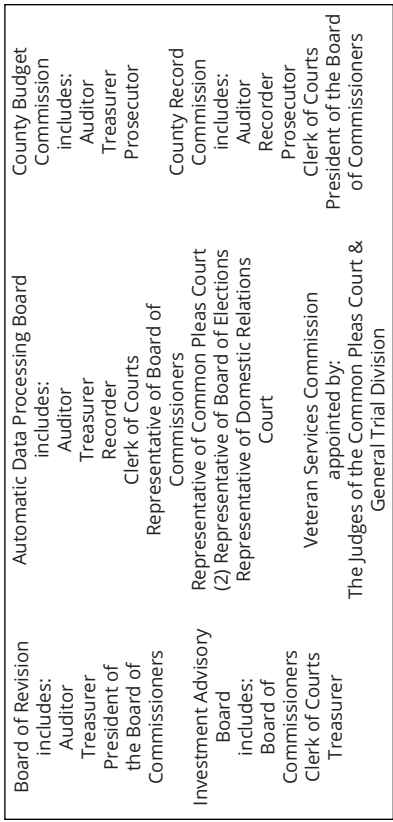 Board of Revision
includes:
Auditor
Treasurer
President of
the Board of
Commissioners
Investment Advisory
Board
includes:
Board of
Commissioners
Clerk of Courts
Treasurer
Automatic Data Processing Board
includes:
Auditor
Treasurer
Recorder
Clerk of Courts
Representative of Board of
Commissioners
Representative of Common Pleas Court
(2) Representative of Board of Elections
Representative of Domestic Relations
Court
Veteran Services Commission
appointed by:
The Judges of the Common Pleas Court &
General Trial Division
County Budget
Commission
includes:
Auditor
Treasurer
Prosecutor
County Record
Commission
includes:
Auditor
Recorder
Prosecutor
Clerk of Courts
President of the Board
of Commissioners